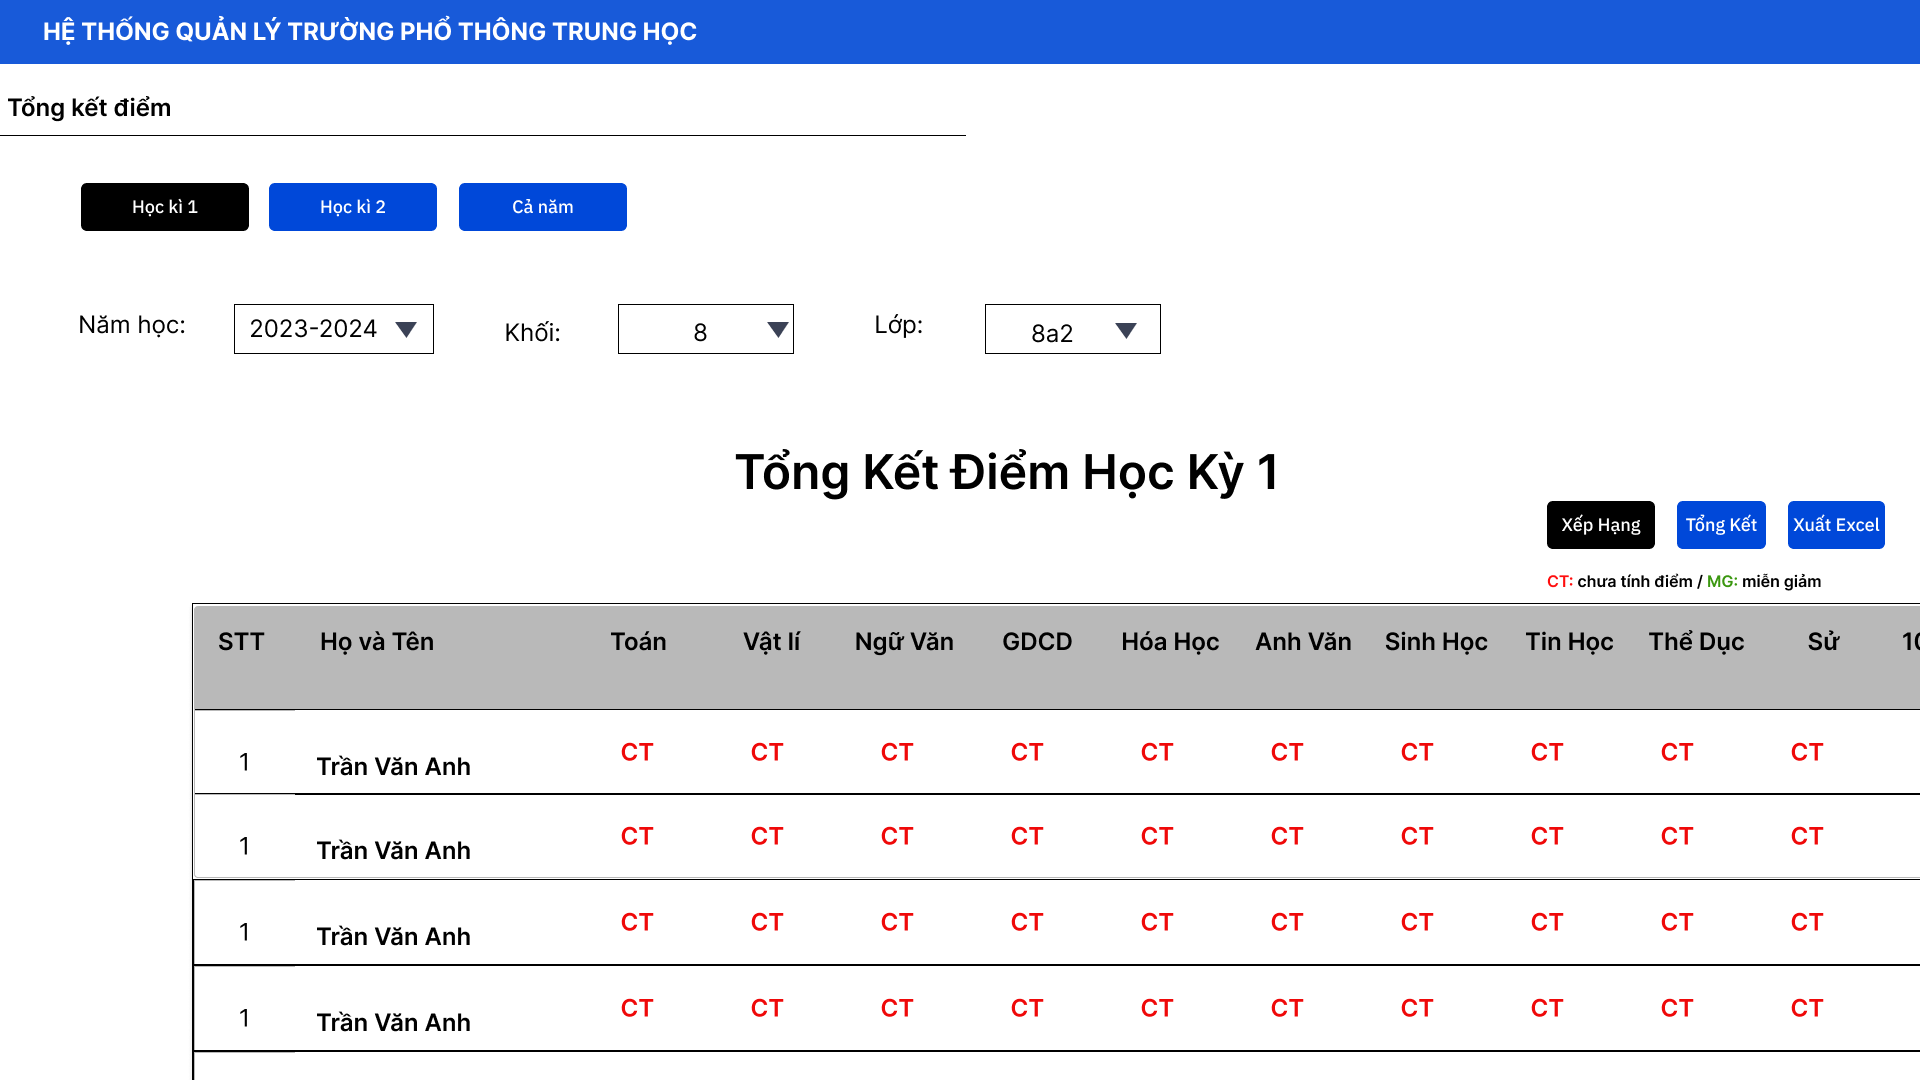 HỆ THỐNG QUẢN LÝ TRƯỜNG PHỔ THÔNG TRUNG HỌC
Tổng kết điểm
Học kì 1 Học kì 2 Cả năm
Năm học: 2023-2024 Khối: 8 Lớp: 8a2
Tổng Kết Điểm Học Kỳ 1
Xếp Hạng Tổng Kết Xuất Excel
CT: chưa tính điểm / MG: miễn giảm
STT Họ và Tên Toán Vật lí Ngữ Văn GDCD Hóa Học Anh Văn Sinh Học Tin Học Thể Dục Sử
1 Trần Văn Anh CT CT CT CT CT CT CT CT CT CT
1 Trần Văn Anh CT CT CT CT CT CT CT CT CT CT
1 Trần Văn Anh CT CT CT CT CT CT CT CT CT CT
1 Trần Văn Anh CT CT CT CT CT CT CT CT CT CT